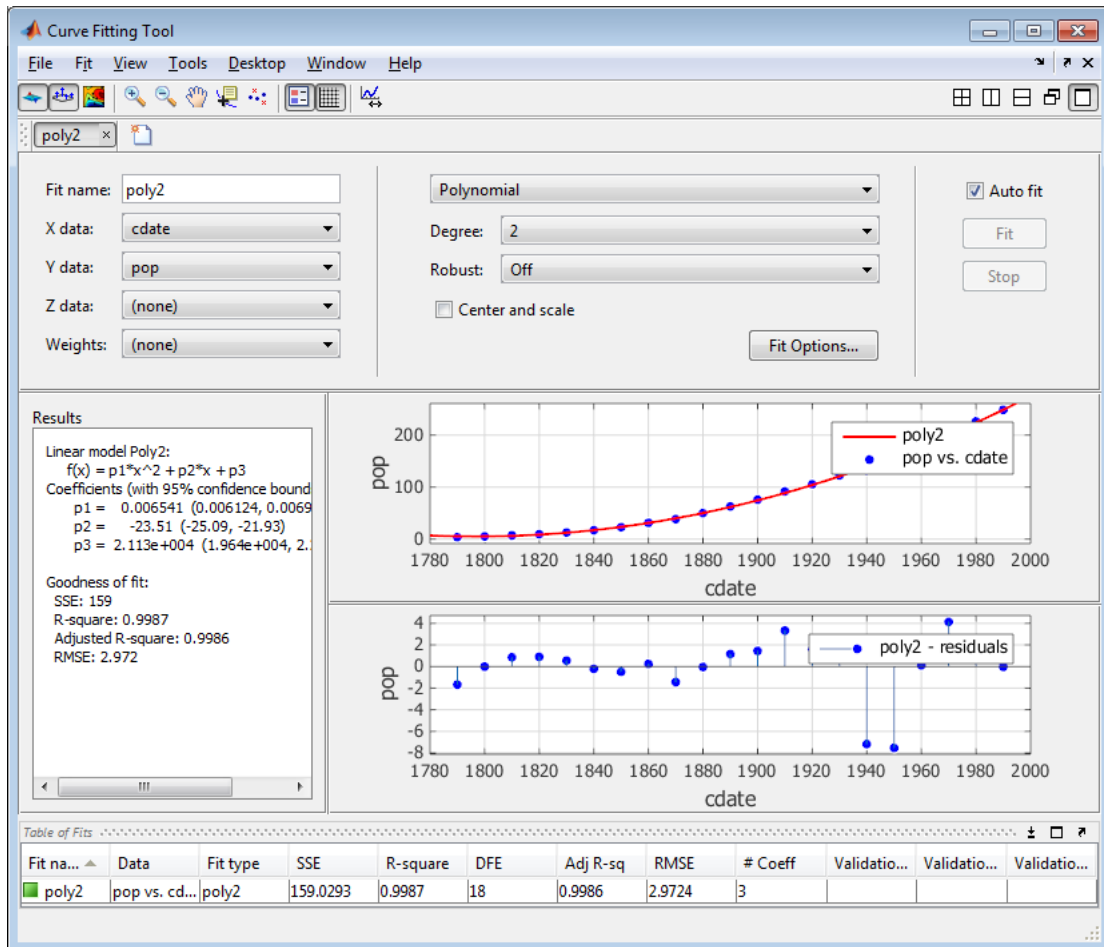 Curve Fitting Tool
File Fit View Tools Desktop Window Help
poly2
Fit name: poly2
X data: cdate
Y data: pop
Z data: (none)
Weights: (none)
Polynomial
Degree: 2
Robust: Off
Center and scale
Fit Options...
Auto fit
Fit
Stop
Results
Linear model Poly2:
f(x) = p1*x^2 + p2*x + p3
Coefficients (with 95% confidence bound
p1 = 0.006541 (0.006124, 0.0069
p2 = -23.51 (-25.09, -21.93)
p3 = 2.113e+004 (1.964e+004, 2.
Goodness of fit:
SSE: 159
R-square: 0.9987
Adjusted R-square: 0.9986
RMSE: 2.972
200
100
0
pop
poly2
pop vs. cdate
1780 1800 1820 1840 1860 1880 1900 1920 1940 1960 1980 2000
cdate
4
2
0
-2
-4
-6
-8
pop
poly2 - residuals
1780 1800 1820 1840 1860 1880 1900 1920 1940 1960 1980 2000
cdate
Table of Fits
Fit na... Data Fit type SSE R-square DFE Adj R-sq RMSE # Coeff Validatio... Validatio... Validatio...
poly2 pop vs. cd... poly2 159.0293 0.9987 18 0.9986 2.9724 3